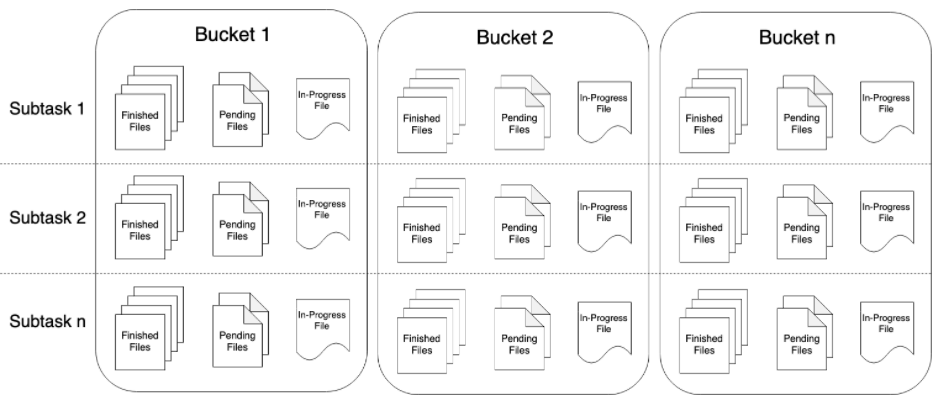 Bucket 1
Bucket 2
Bucket n
Subtask 1
Finished
Files
Pending
Files
In-Progress
File
Finished
Files
Pending
Files
In-Progress
File
Finished
Files
Pending
Files
In-Progress
File
Subtask 2
Finished
Files
Pending
Files
In-Progress
File
Finished
Files
Pending
Files
In-Progress
File
Finished
Files
Pending
Files
In-Progress
File
Subtask n
Finished
Files
Pending
Files
In-Progress
File
Finished
Files
Pending
Files
In-Progress
File
Finished
Files
Pending
Files
In-Progress
File